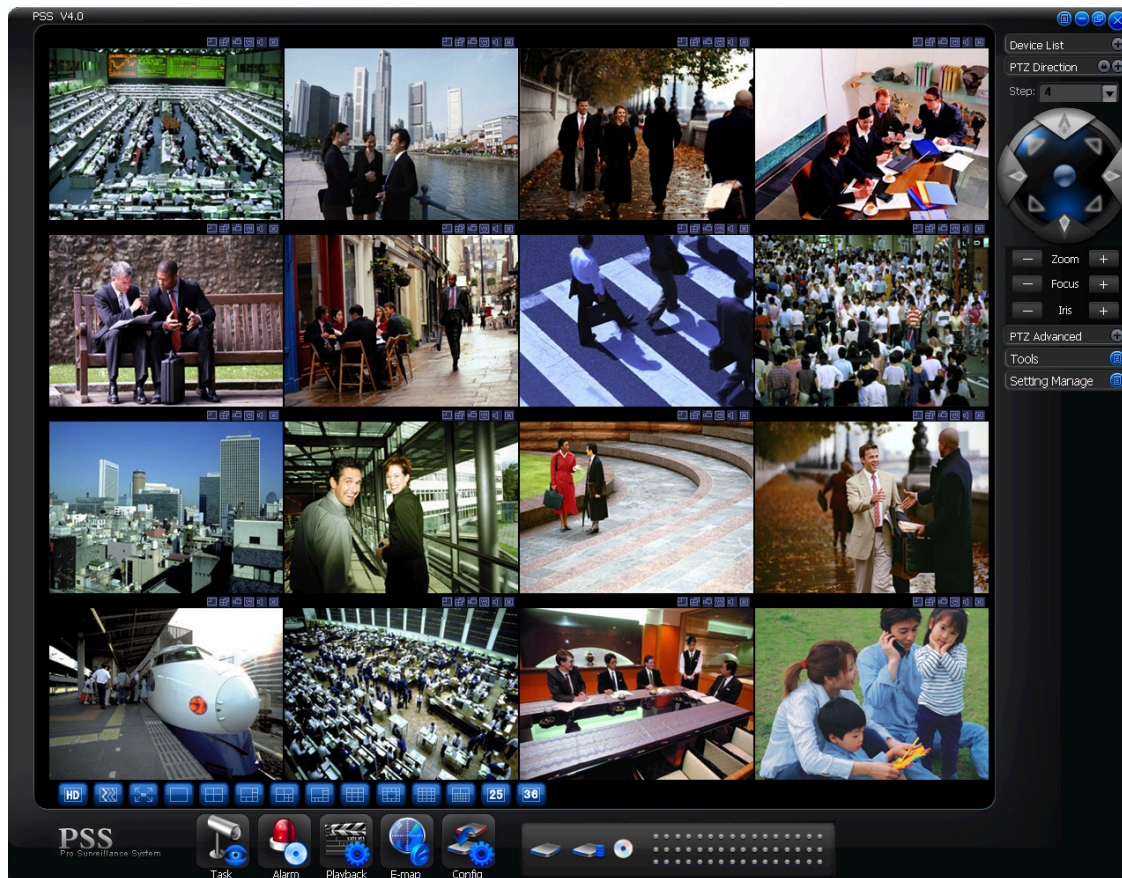 PSS V4.0
Device List
PTZ Direction
Step: 4
Zoom
Focus
Iris
PTZ Advanced
Tools
Setting Manage
HD
25
36
PSS
Pro Surveillance System
Task
Alarm
Playback
E-map
Config